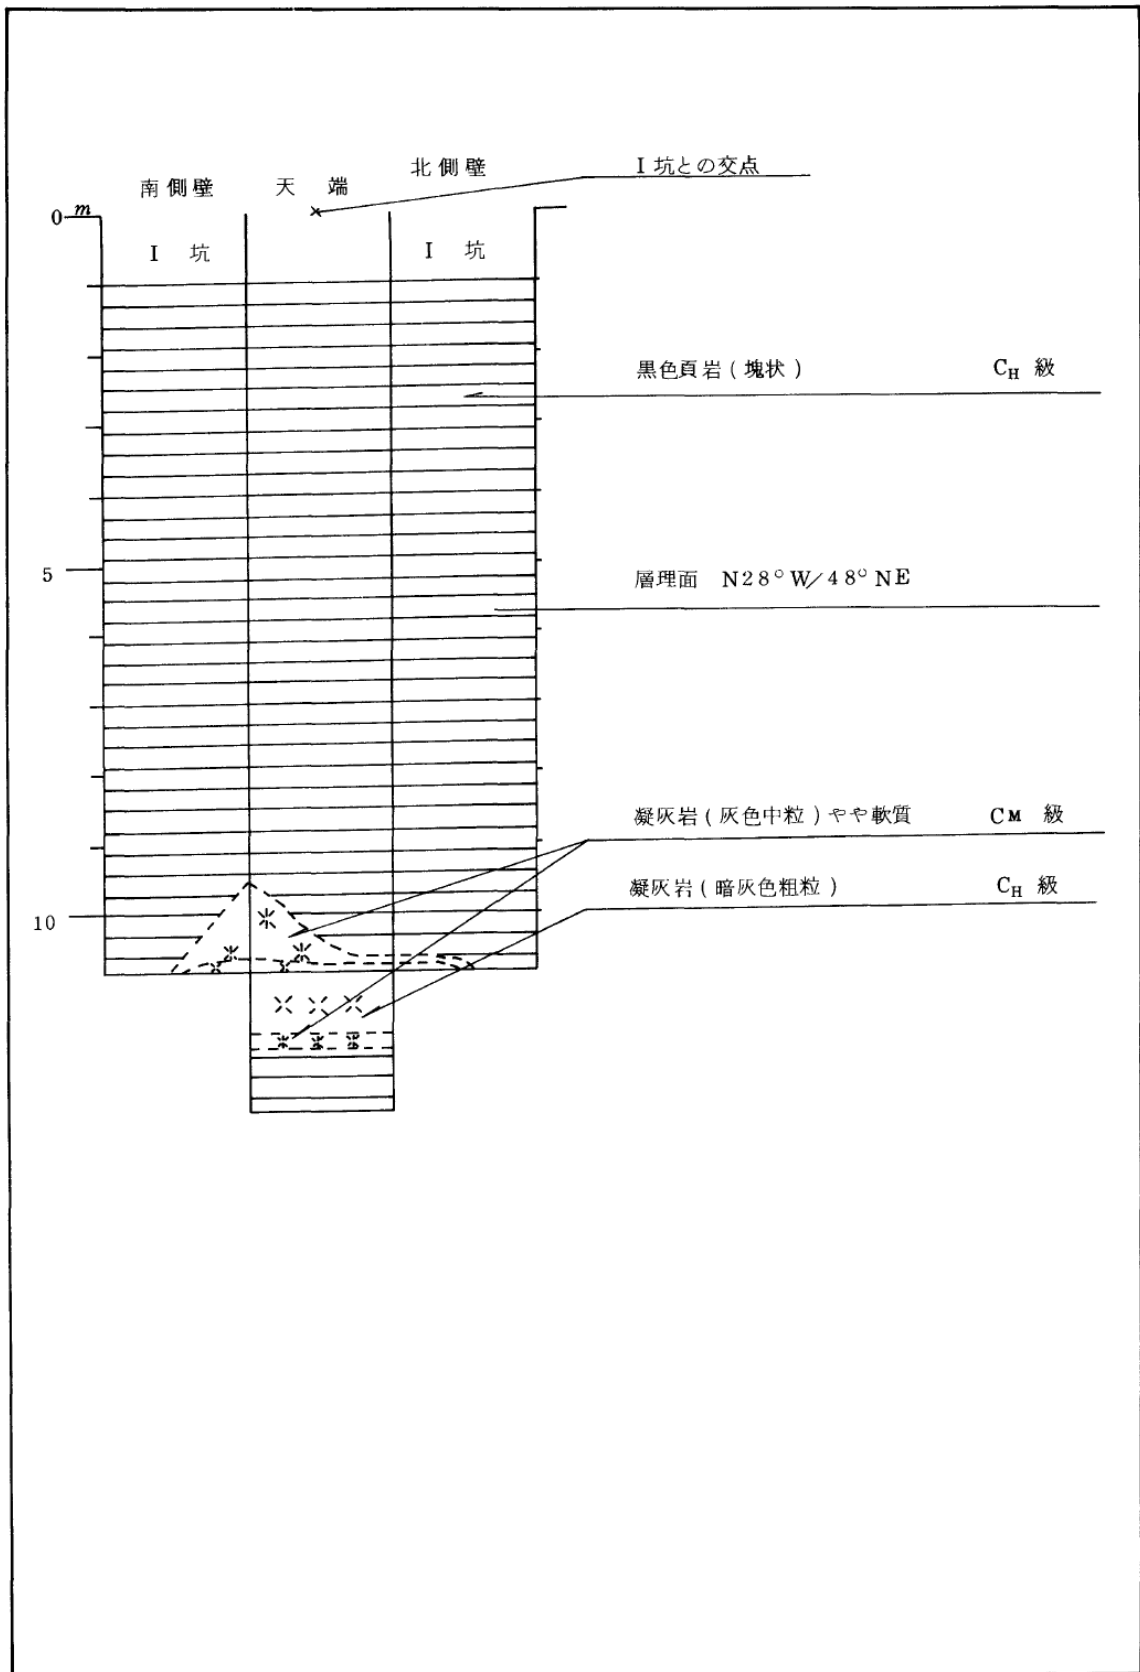 北側壁
I坑との交点
南側壁 天端
0 m
I 坑 I 坑
黒色頁岩(塊状) CH 級
5
層理面 N28°W/48°NE
凝灰岩(灰色中粒)やや軟質 CM 級
凝灰岩(暗灰色粗粒) CH 級
10